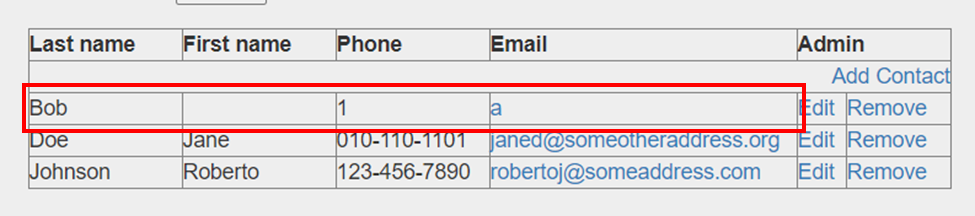 Last name First name Phone Email Admin
Add Contact
Bob 1 a Edit Remove
Doe Jane 010-110-1101 janed@someotheraddress.org Edit Remove
Johnson Roberto 123-456-7890 robertoj@someaddress.com Edit Remove